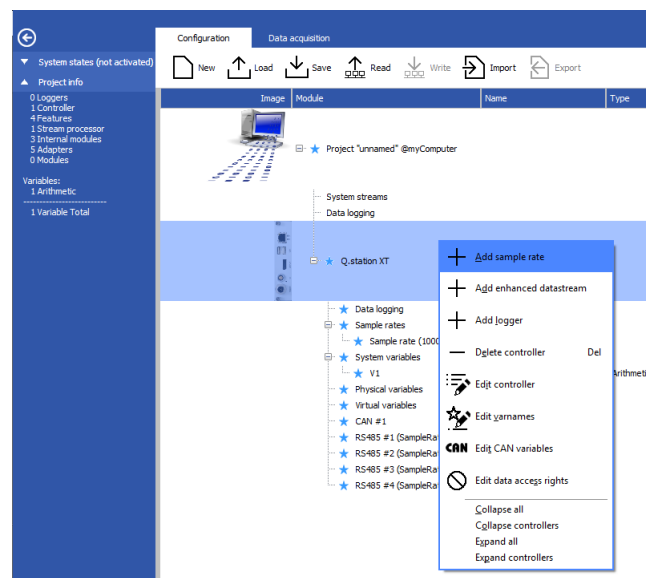 Configuration
Data acquisition
New
Load
Save
Read
Write
Import
Export
System states (not activated)
Project info
0 Loggers
1 Controller
4 Features
1 Stream processor
3 Internal modules
5 Adapters
0 Modules
Variables:
1 Arithmetic
--------------------------
1 Variable Total
Image
Module
Name
Type
Project "unnamed" @myComputer
System streams
Data logging
Q.station XT
Data logging
Sample rates
Sample rate (1000
System variables
V1
Arithmeti
Physical variables
Virtual variables
CAN #1
RS485 #1 (SampleRa
RS485 #2 (SampleRa
RS485 #3 (SampleRa
RS485 #4 (SampleRa
Add sample rate
Add enhanced datastream
Add logger
Delete controller Del
Edit controller
Edit varnames
CAN Edit CAN variables
Edit data access rights
Collapse all
Collapse controllers
Expand all
Expand controllers